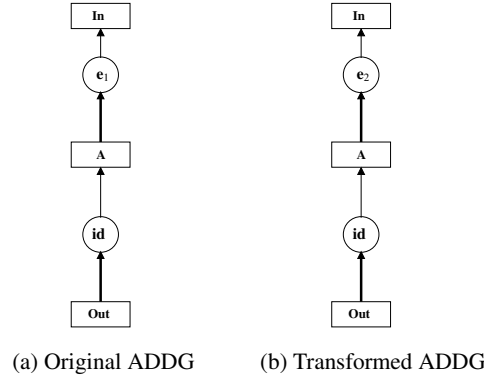 In In
e₁ e₂
A A
id id
Out Out
(a) Original ADDG (b) Transformed ADDG